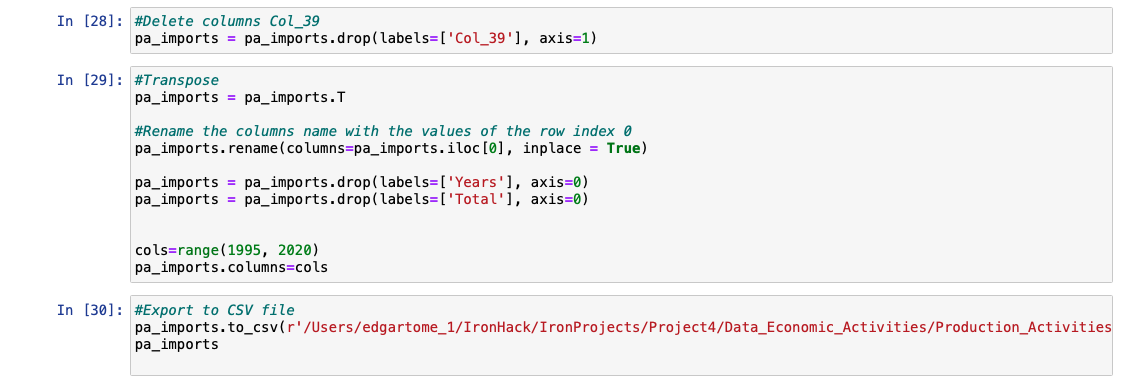 In [28]: #Delete columns Col_39
pa_imports = pa_imports.drop(labels=['Col_39'], axis=1)
In [29]: #Transpose
pa_imports = pa_imports.T
#Rename the columns name with the values of the row index 0
pa_imports.rename(columns=pa_imports.iloc[0], inplace = True)
pa_imports = pa_imports.drop(labels=['Years'], axis=0)
pa_imports = pa_imports.drop(labels=['Total'], axis=0)
cols=range(1995, 2020)
pa_imports.columns=cols
In [30]: #Export to CSV file
pa_imports.to_csv(r'/Users/edgartome_1/IronHack/IronProjects/Project4/Data_Economic_Activities/Production_Activities
pa_imports